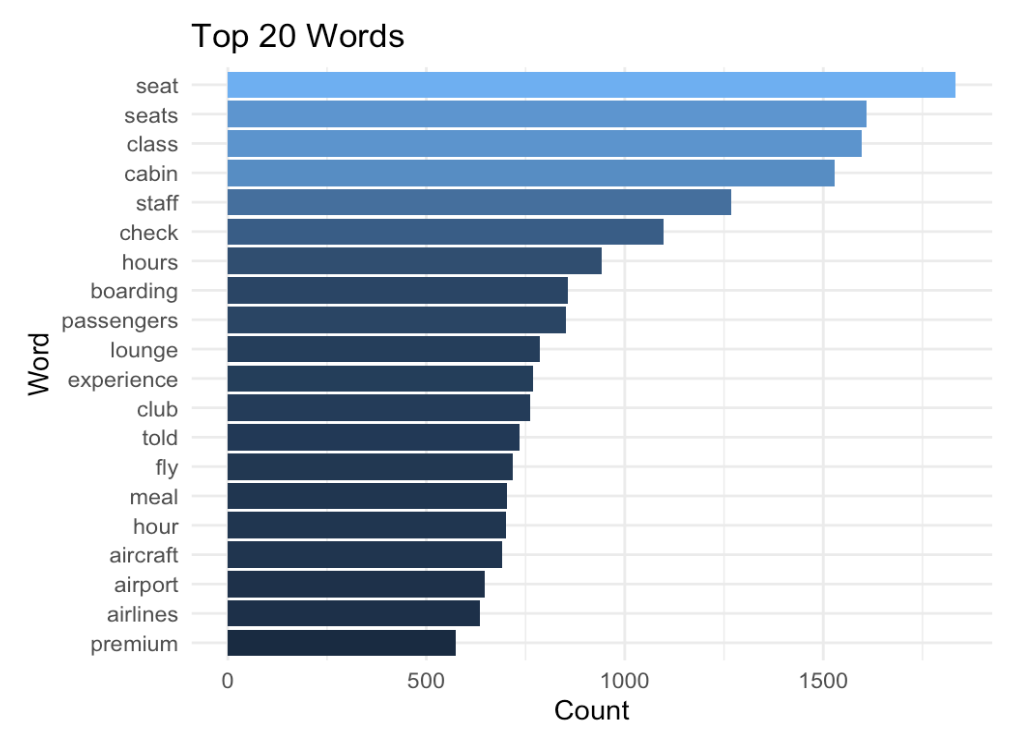 Top 20 Words
Word
seat
seats
class
cabin
staff
check
hours
boarding
passengers
lounge
experience
club
told
fly
meal
hour
aircraft
airport
airlines
premium
0 500 1000 1500
Count